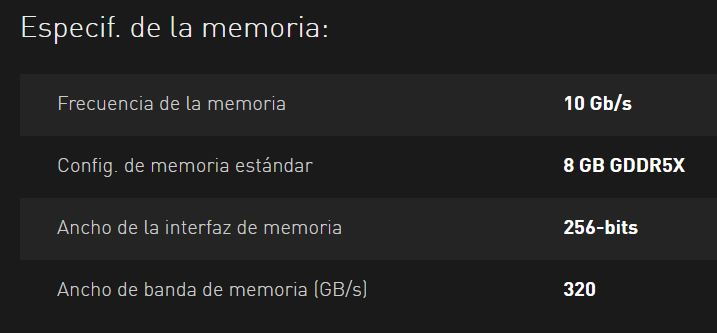 Especif. de la memoria:
Frecuencia de la memoria 10 Gb/s
Config. de memoria estándar 8 GB GDDR5X
Ancho de la interfaz de memoria 256-bits
Ancho de banda de memoria (GB/s) 320